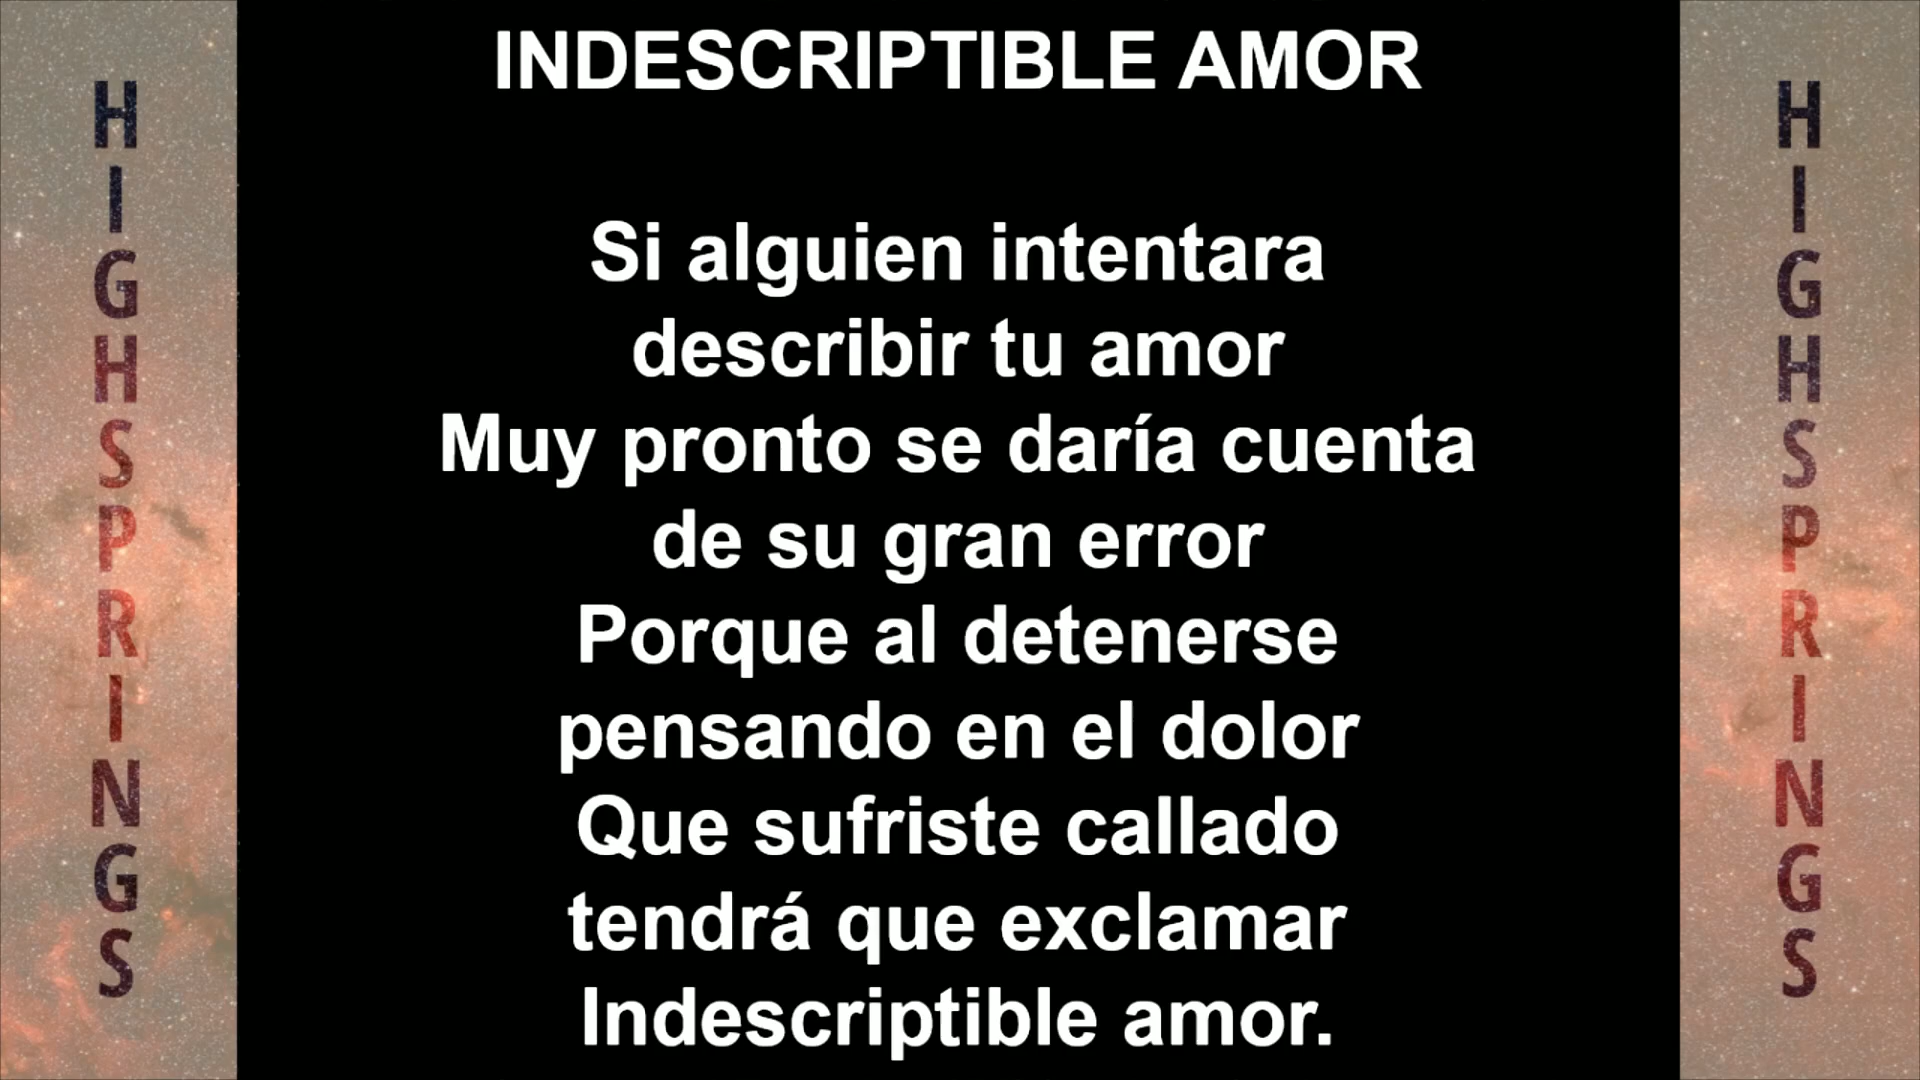 INDESCRIPTIBLE AMOR
Si alguien intentara
describir tu amor
Muy pronto se daría cuenta
de su gran error
Porque al detenerse
pensando en el dolor
Que sufriste callado
tendrá que exclamar
Indescriptible amor.
HIGHSPRINGS
HIGHSPRINGS